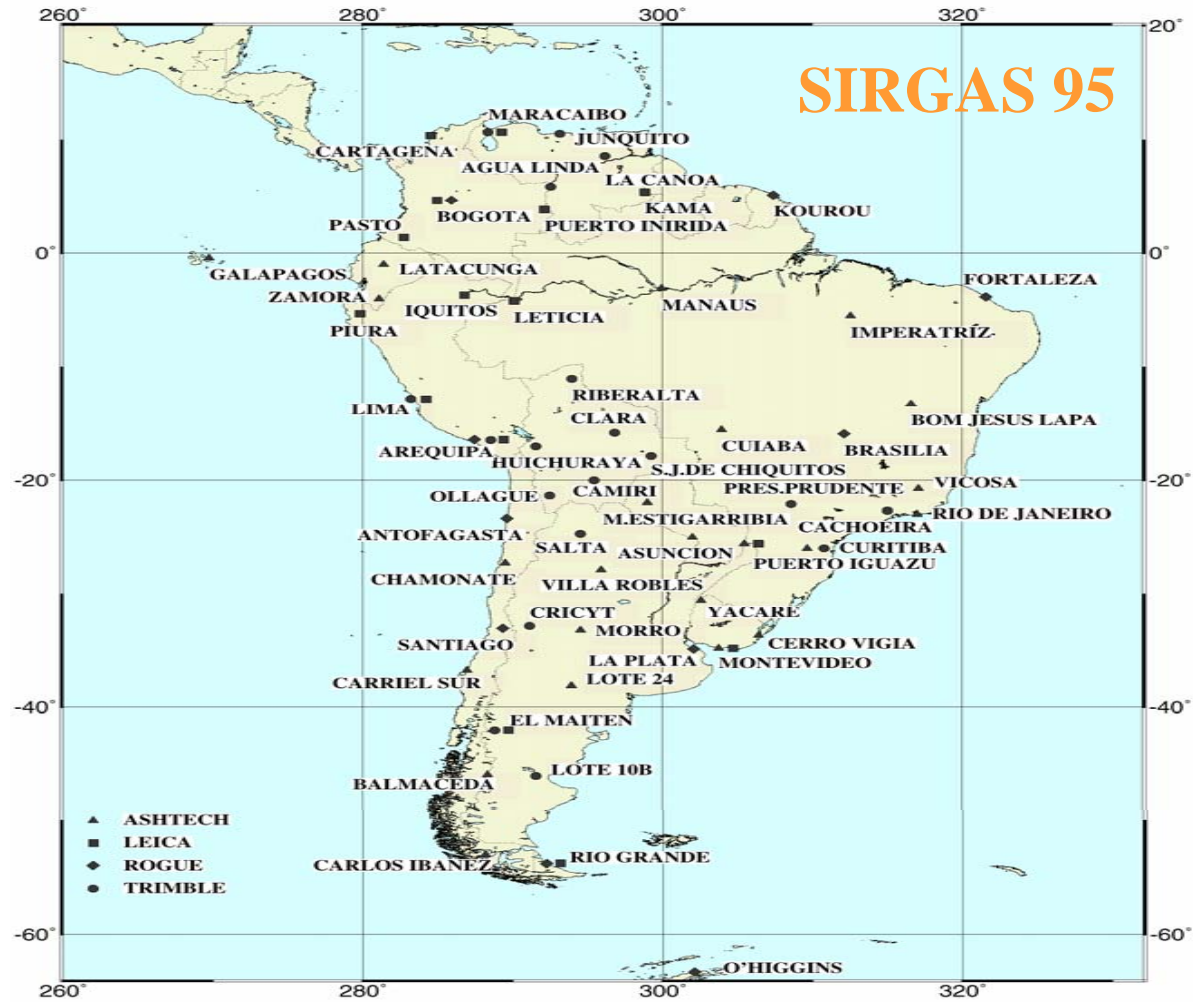 260° 280° 300° 320°
20°
SIRGAS 95
MARACAIBO
JUNQUITO
CARTAGENA
AGUA LINDA
LA CANOA
KAMA
KOUROU
BOGOTA
PUERTO INIRIDA
PASTO
0° 0°
GALAPAGOS
LATACUNGA
FORTALEZA
ZAMORA
IQUITOS
LETICIA
MANAUS
PIURA
IMPERATRÍZ
RIBERALTA
LIMA
CLARA
BOM JESUS LAPA
CUIABA
BRASILIA
AREQUIPA
HUICHURAYA
S.J.DE CHIQUITOS
-20° -20°
VICOSA
OLLAGUE
CAMIRI
PRES.PRUDENTE
RIO DE JANEIRO
M.ESTIGARRIBIA
CACHOEIRA
ANTOFAGASTA
SALTA
ASUNCION
CURITIBA
PUERTO IGUAZU
CHAMONATE
VILLA ROBLES
CRICYT
YACARE
MORRO
SANTIAGO
CERRO VIGIA
LA PLATA
MONTEVIDEO
CARRIEL SUR
LOTE 24
-40° -40°
EL MAITEN
LOTE 10B
BALMACEDA
ASHTECH
LEICA
ROGUE
TRIMBLE
CARLOS IBAÑEZ
RIO GRANDE
-60° -60°
O'HIGGINS
260° 280° 300° 320°